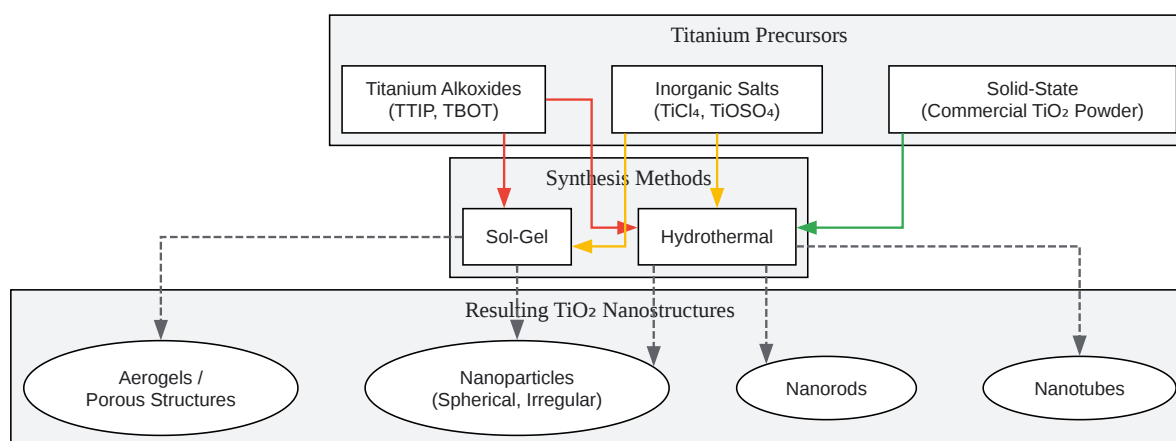 Titanium Precursors
Titanium Alkoxides
(TTIP, TBOT)
Inorganic Salts
(TiCl₄, TiOSO₄)
Solid-State
(Commercial TiO₂ Powder)
Synthesis Methods
Sol-Gel
Hydrothermal
Resulting TiO₂ Nanostructures
Aerogels /
Porous Structures
Nanoparticles
(Spherical, Irregular)
Nanorods
Nanotubes